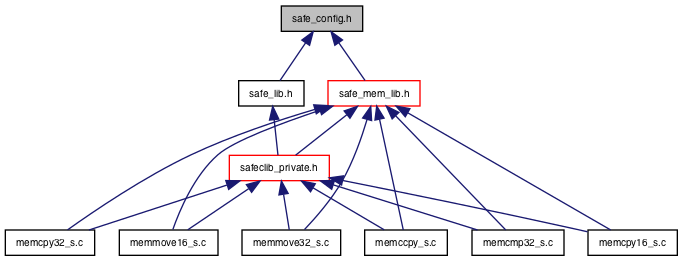 safe_config.h
safe_lib.h
safe_mem_lib.h
safeclib_private.h
memcpy32_s.c
memmove16_s.c
memmove32_s.c
memccpy_s.c
memcmp32_s.c
memcpy16_s.c